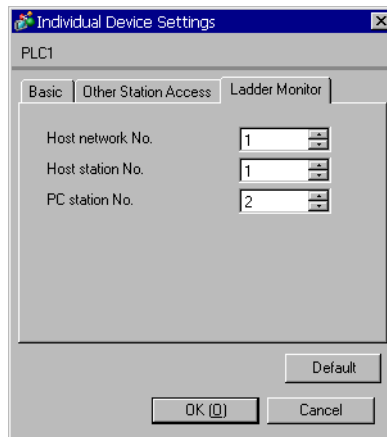 Individual Device Settings
PLC1
Basic Other Station Access Ladder Monitor
Host network No. 1
Host station No. 1
PC station No. 2
Default
OK (O) Cancel